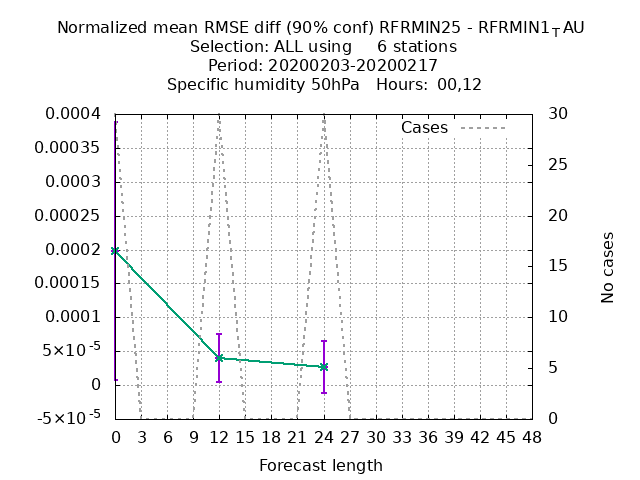 Normalized mean RMSE diff (90% conf) RFRMIN25 - RFRMIN1_TAU
Selection: ALL using     6 stations
Period: 20200203-20200217
Specific humidity 50hPa   Hours:  00,12
Cases
0.0004
0.00035
0.0003
0.00025
0.0002
0.00015
0.0001
5×10-5
0
-5×10-5
30
25
20
15
10
5
0
No cases
0 3 6 9 12 15 18 21 24 27 30 33 36 39 42 45 48
Forecast length